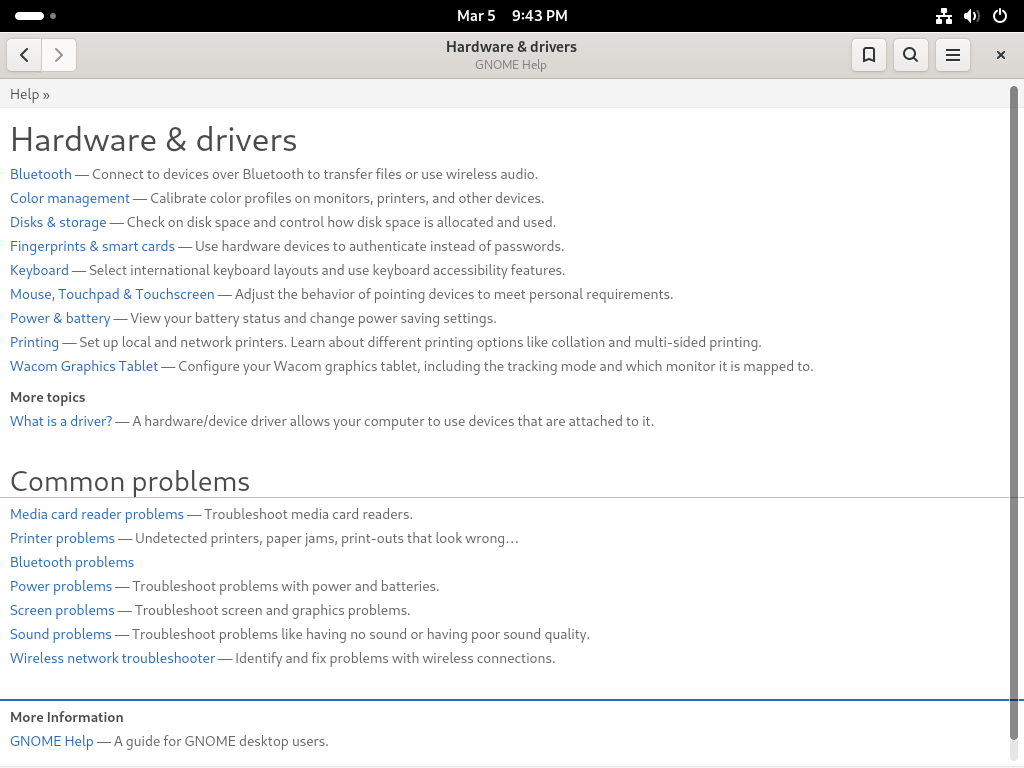 Mar 5 9:43 PM
Hardware & drivers
GNOME Help
Help »
Hardware & drivers
Bluetooth — Connect to devices over Bluetooth to transfer files or use wireless audio.
Color management — Calibrate color profiles on monitors, printers, and other devices.
Disks & storage — Check on disk space and control how disk space is allocated and used.
Fingerprints & smart cards — Use hardware devices to authenticate instead of passwords.
Keyboard — Select international keyboard layouts and use keyboard accessibility features.
Mouse, Touchpad & Touchscreen — Adjust the behavior of pointing devices to meet personal requirements.
Power & battery — View your battery status and change power saving settings.
Printing — Set up local and network printers. Learn about different printing options like collation and multi-sided printing.
Wacom Graphics Tablet — Configure your Wacom graphics tablet, including the tracking mode and which monitor it is mapped to.
More topics
What is a driver? — A hardware/device driver allows your computer to use devices that are attached to it.
Common problems
Media card reader problems — Troubleshoot media card readers.
Printer problems — Undetected printers, paper jams, print-outs that look wrong…
Bluetooth problems
Power problems — Troubleshoot problems with power and batteries.
Screen problems — Troubleshoot screen and graphics problems.
Sound problems — Troubleshoot problems like having no sound or having poor sound quality.
Wireless network troubleshooter — Identify and fix problems with wireless connections.
More Information
GNOME Help — A guide for GNOME desktop users.